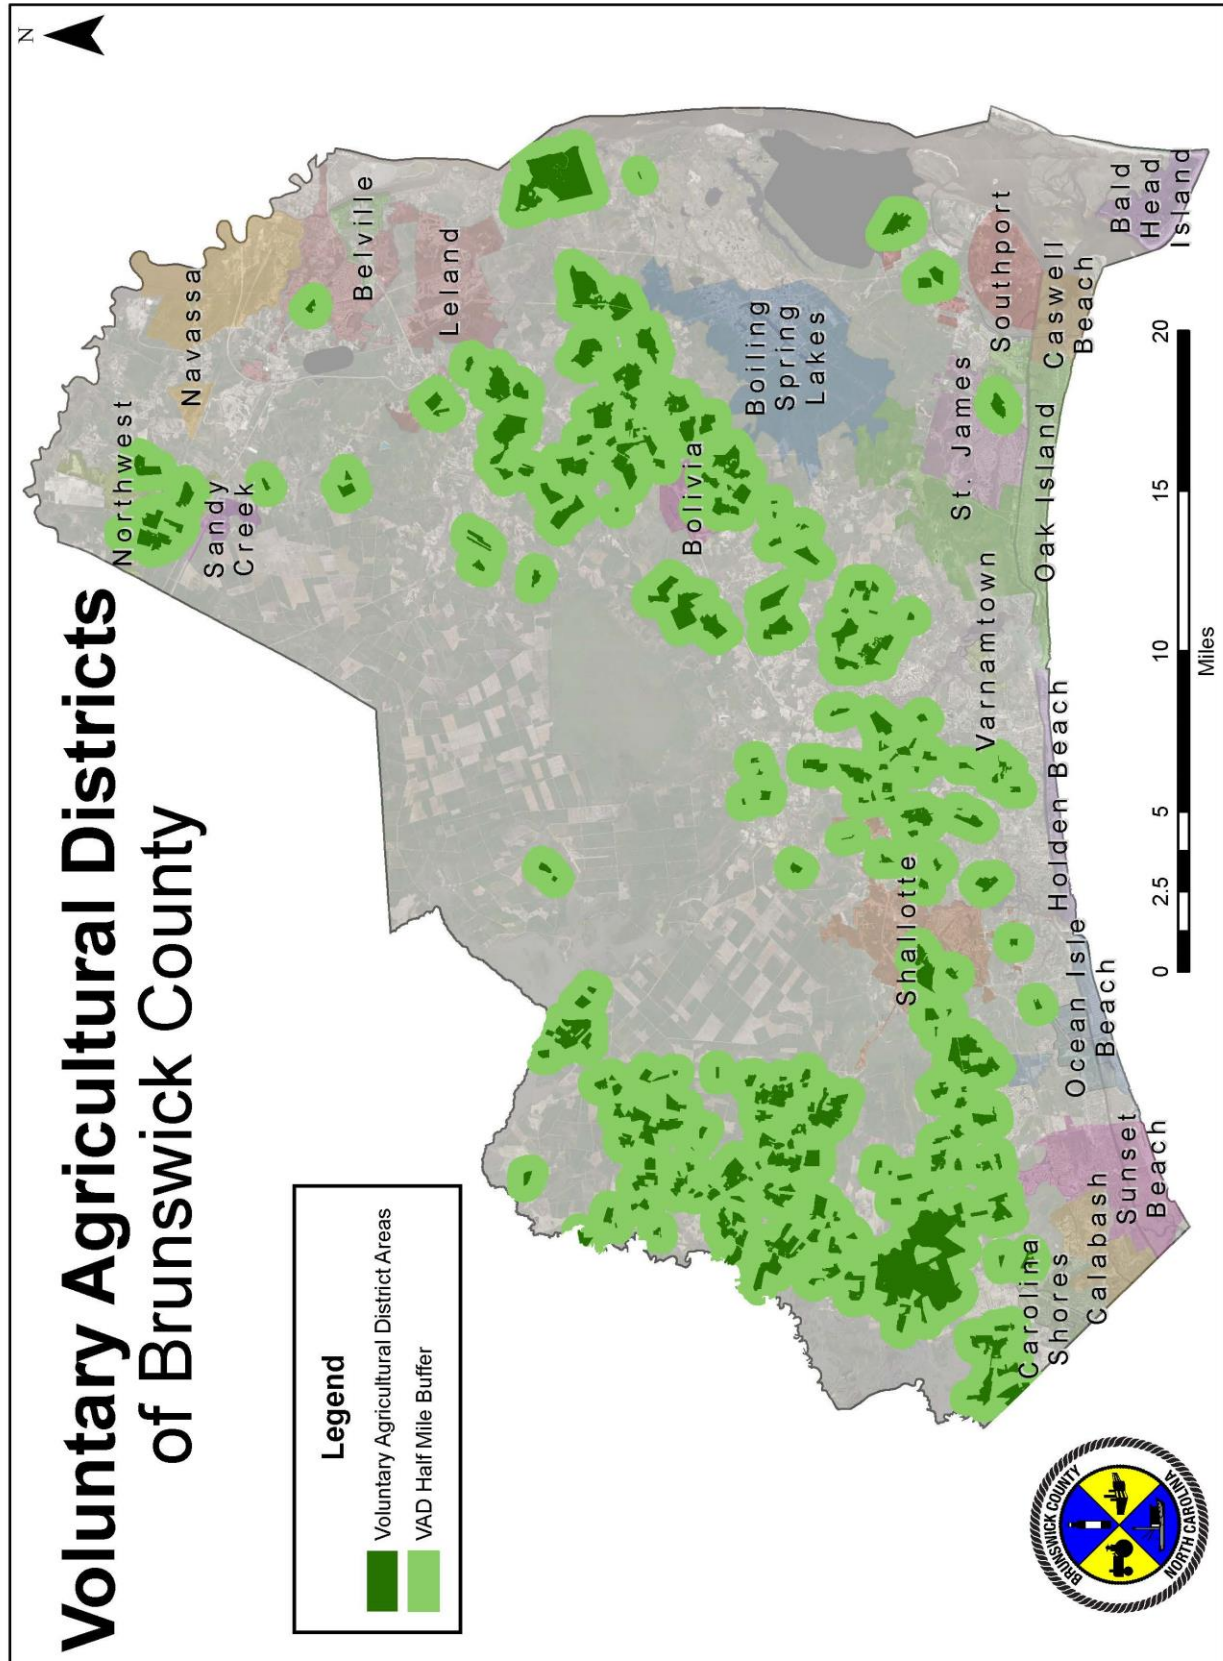 Voluntary Agricultural Districts
of Brunswick County
N
Legend
Voluntary Agricultural District Areas
VAD Half Mile Buffer
Northwest
Navassa
Sandy
Creek
Belville
Leland
Bolivia
Boiling
Spring
Lakes
St. James
Southport
Varnamtown
Oak Island
Caswell
Beach
Bald
Head
Island
Shallotte
Holden Beach
Ocean Isle
Beach
Carolina
Shores
Calabash
Sunset
Beach
0 2.5 5 10 15 20
Miles
BRUNSWICK COUNTY
NORTH CAROLINA